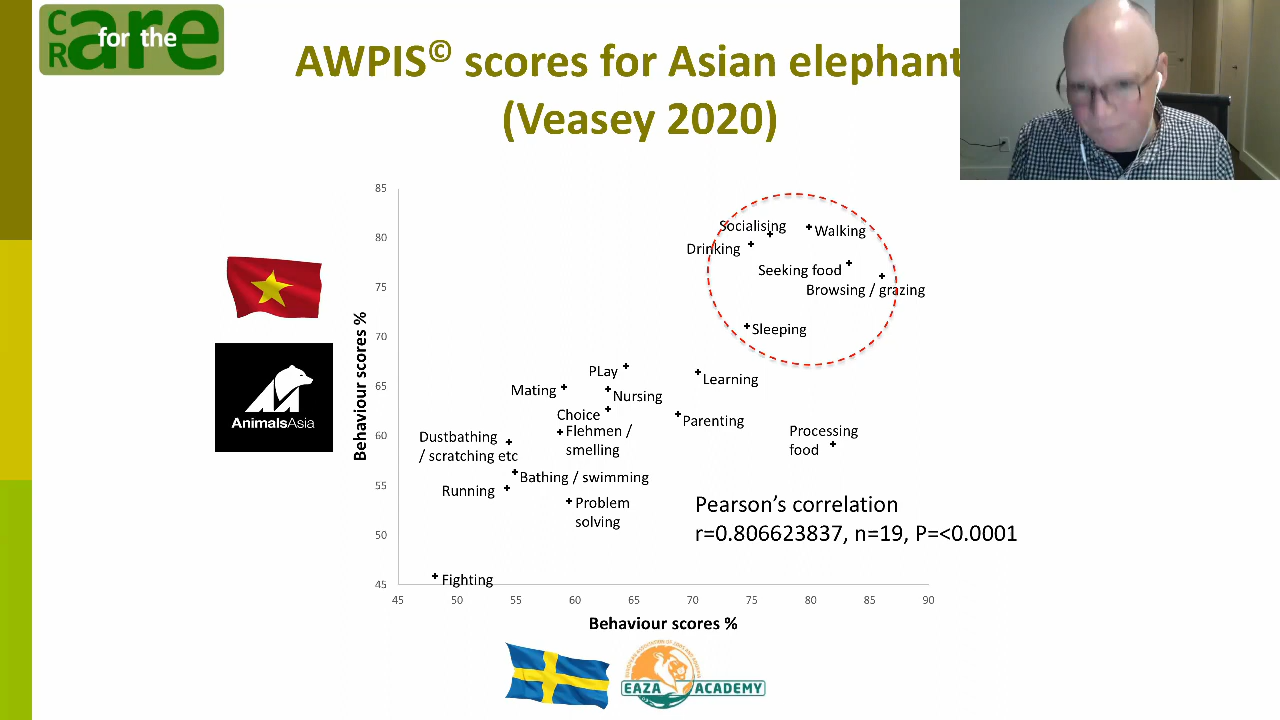 CR are
for the
AWPIS© scores for Asian elephant
(Veasey 2020)
85
80
75
70
65
60
55
50
45
Behaviour scores %
Socialising
Walking
Drinking
Seeking food
Browsing / grazing
Sleeping
PLay
Learning
Mating
Nursing
Choice
Parenting
Flehmen /
smelling
Processing
food
Dustbathing
/ scratching etc
Bathing / swimming
Running
Problem
solving
Fighting
Pearson’s correlation
r=0.806623837, n=19, P=<0.0001
45 50 55 60 65 70 75 80 85 90
Behaviour scores %
AnimalsAsia
EAZA ACADEMY